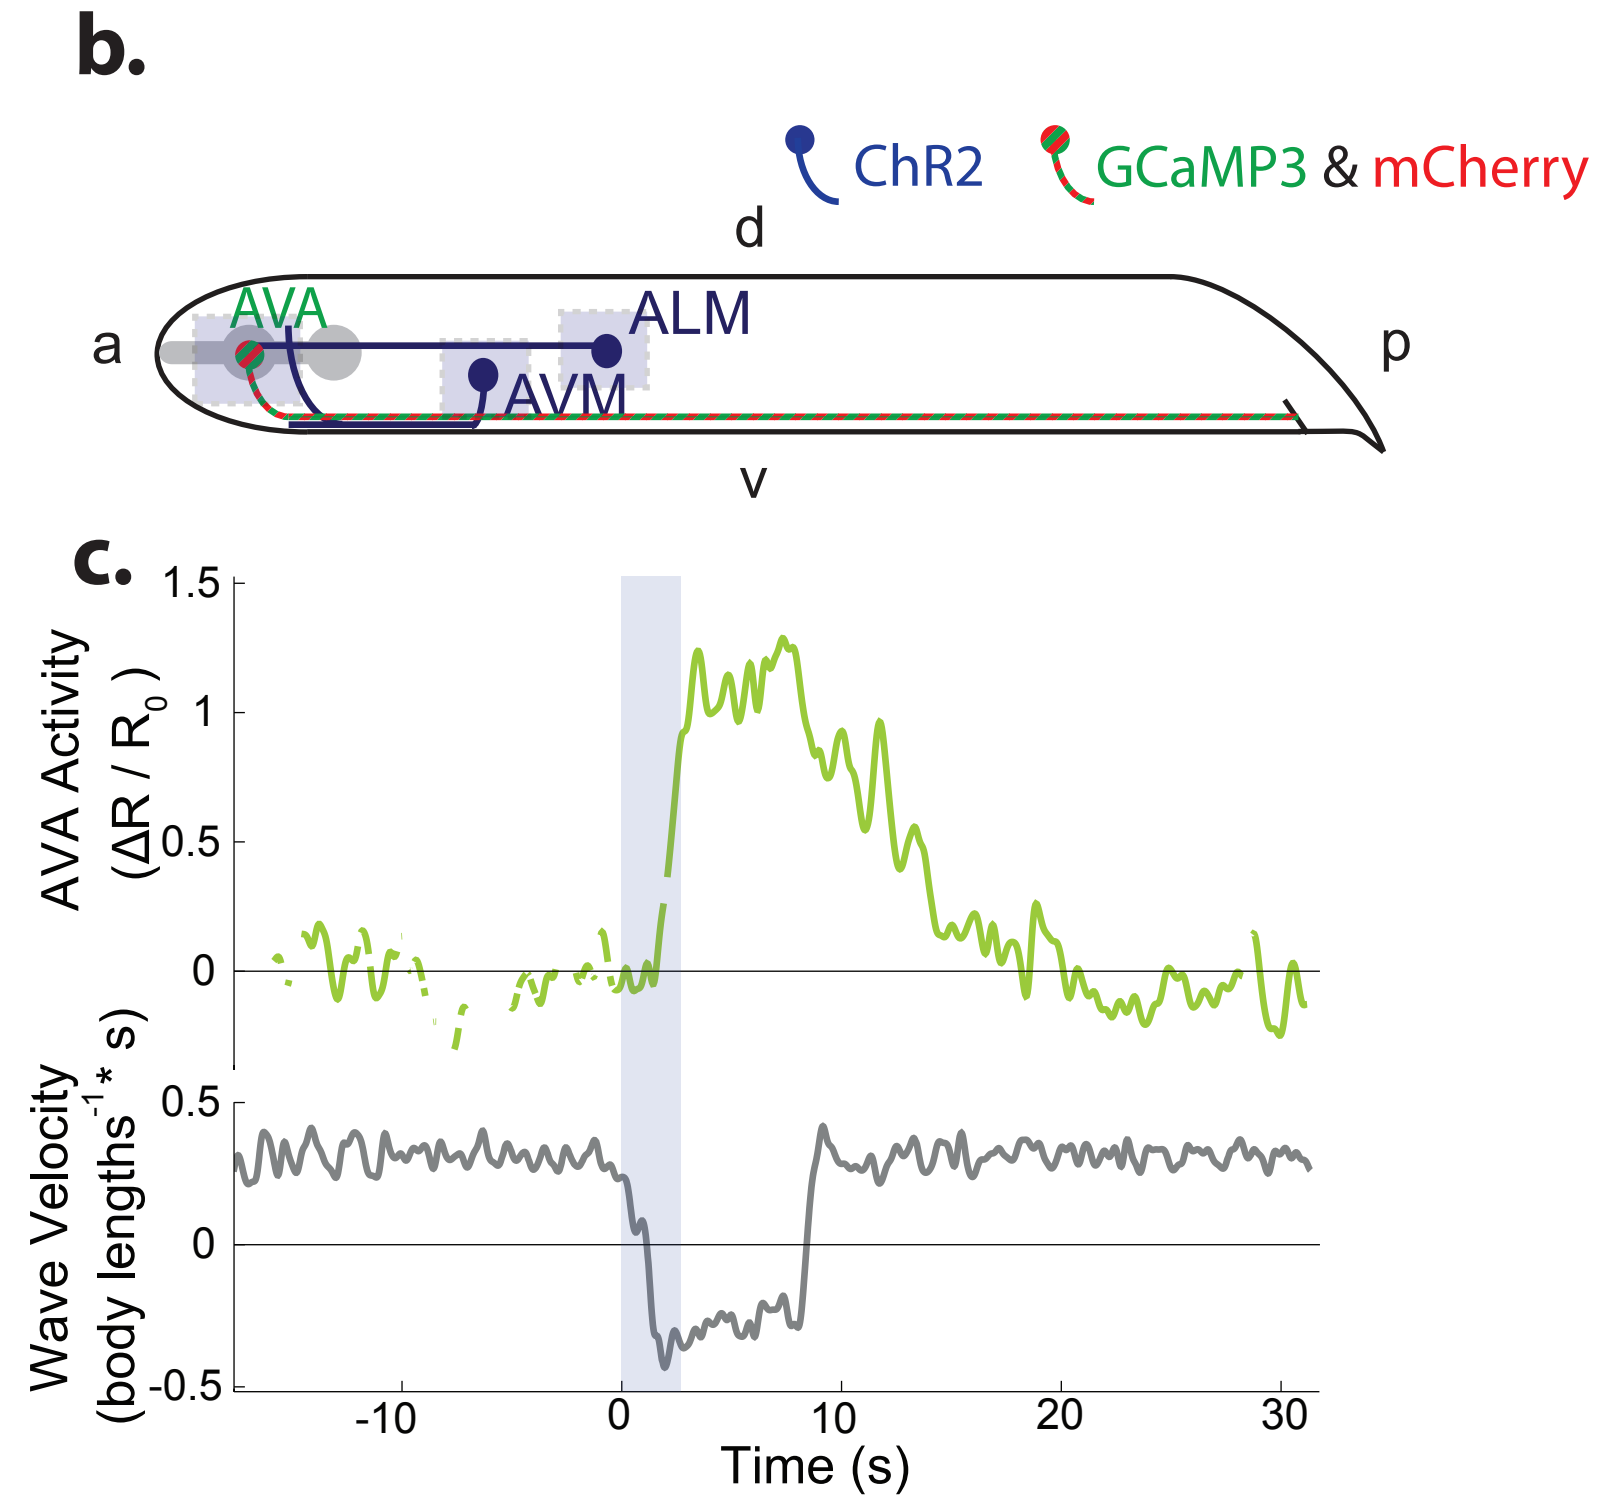 b.
ChR2 GCaMP3 & mCherry
d
AVA
ALM
a
p
AVM
v
c.
1.5
1
0.5
0
AVA Activity
(ΔR / R0)
0.5
0
-0.5
Wave Velocity
(body lengths-1* s)
-10 0 10 20 30
Time (s)